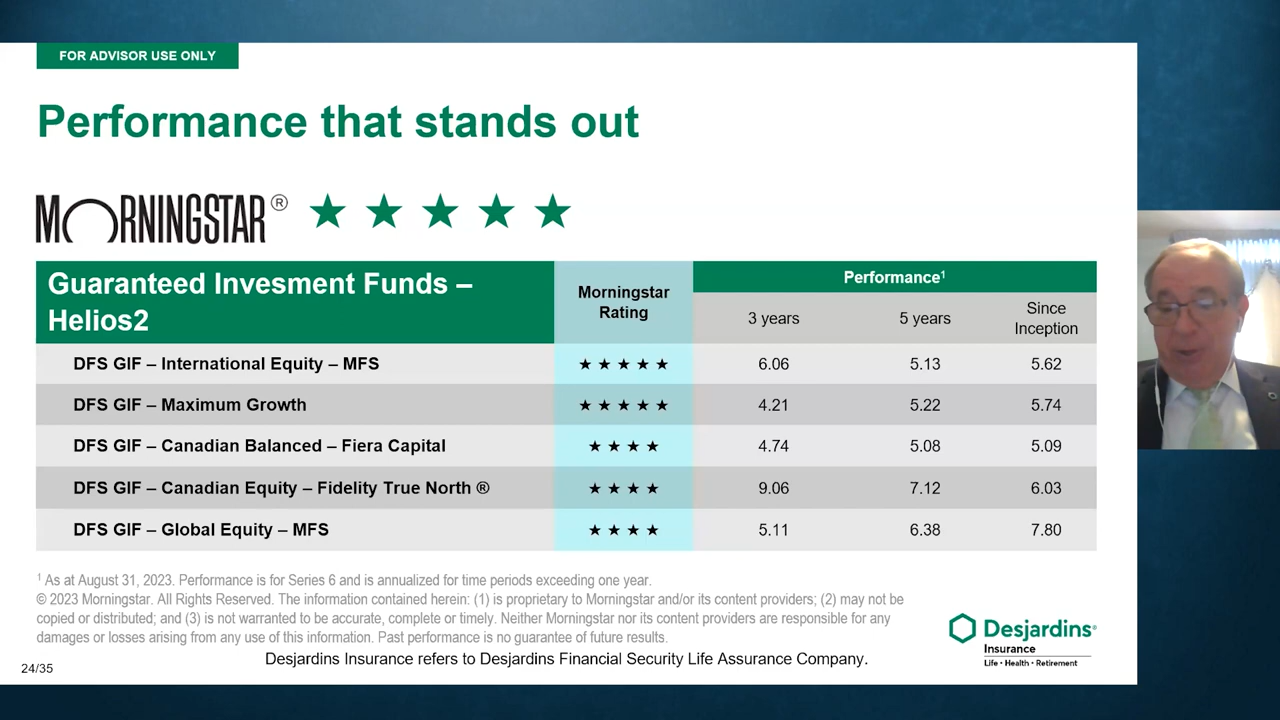 FOR ADVISOR USE ONLY
Performance that stands out
MORNINGSTAR® ★ ★ ★ ★ ★
Guaranteed Invesment Funds –
Helios2
Morningstar
Rating
Performance¹
3 years
5 years
Since
Inception
DFS GIF – International Equity – MFS ★ ★ ★ ★ ★ 6.06 5.13 5.62
DFS GIF – Maximum Growth ★ ★ ★ ★ ★ 4.21 5.22 5.74
DFS GIF – Canadian Balanced – Fiera Capital ★ ★ ★ ★ 4.74 5.08 5.09
DFS GIF – Canadian Equity – Fidelity True North ® ★ ★ ★ ★ 9.06 7.12 6.03
DFS GIF – Global Equity – MFS ★ ★ ★ ★ 5.11 6.38 7.80
¹ As at August 31, 2023. Performance is for Series 6 and is annualized for time periods exceeding one year.
© 2023 Morningstar. All Rights Reserved. The information contained herein: (1) is proprietary to Morningstar and/or its content providers; (2) may not be
copied or distributed; and (3) is not warranted to be accurate, complete or timely. Neither Morningstar nor its content providers are responsible for any
damages or losses arising from any use of this information. Past performance is no guarantee of future results.
Desjardins Insurance refers to Desjardins Financial Security Life Assurance Company.
24/35
Desjardins®
Insurance
Life • Health • Retirement